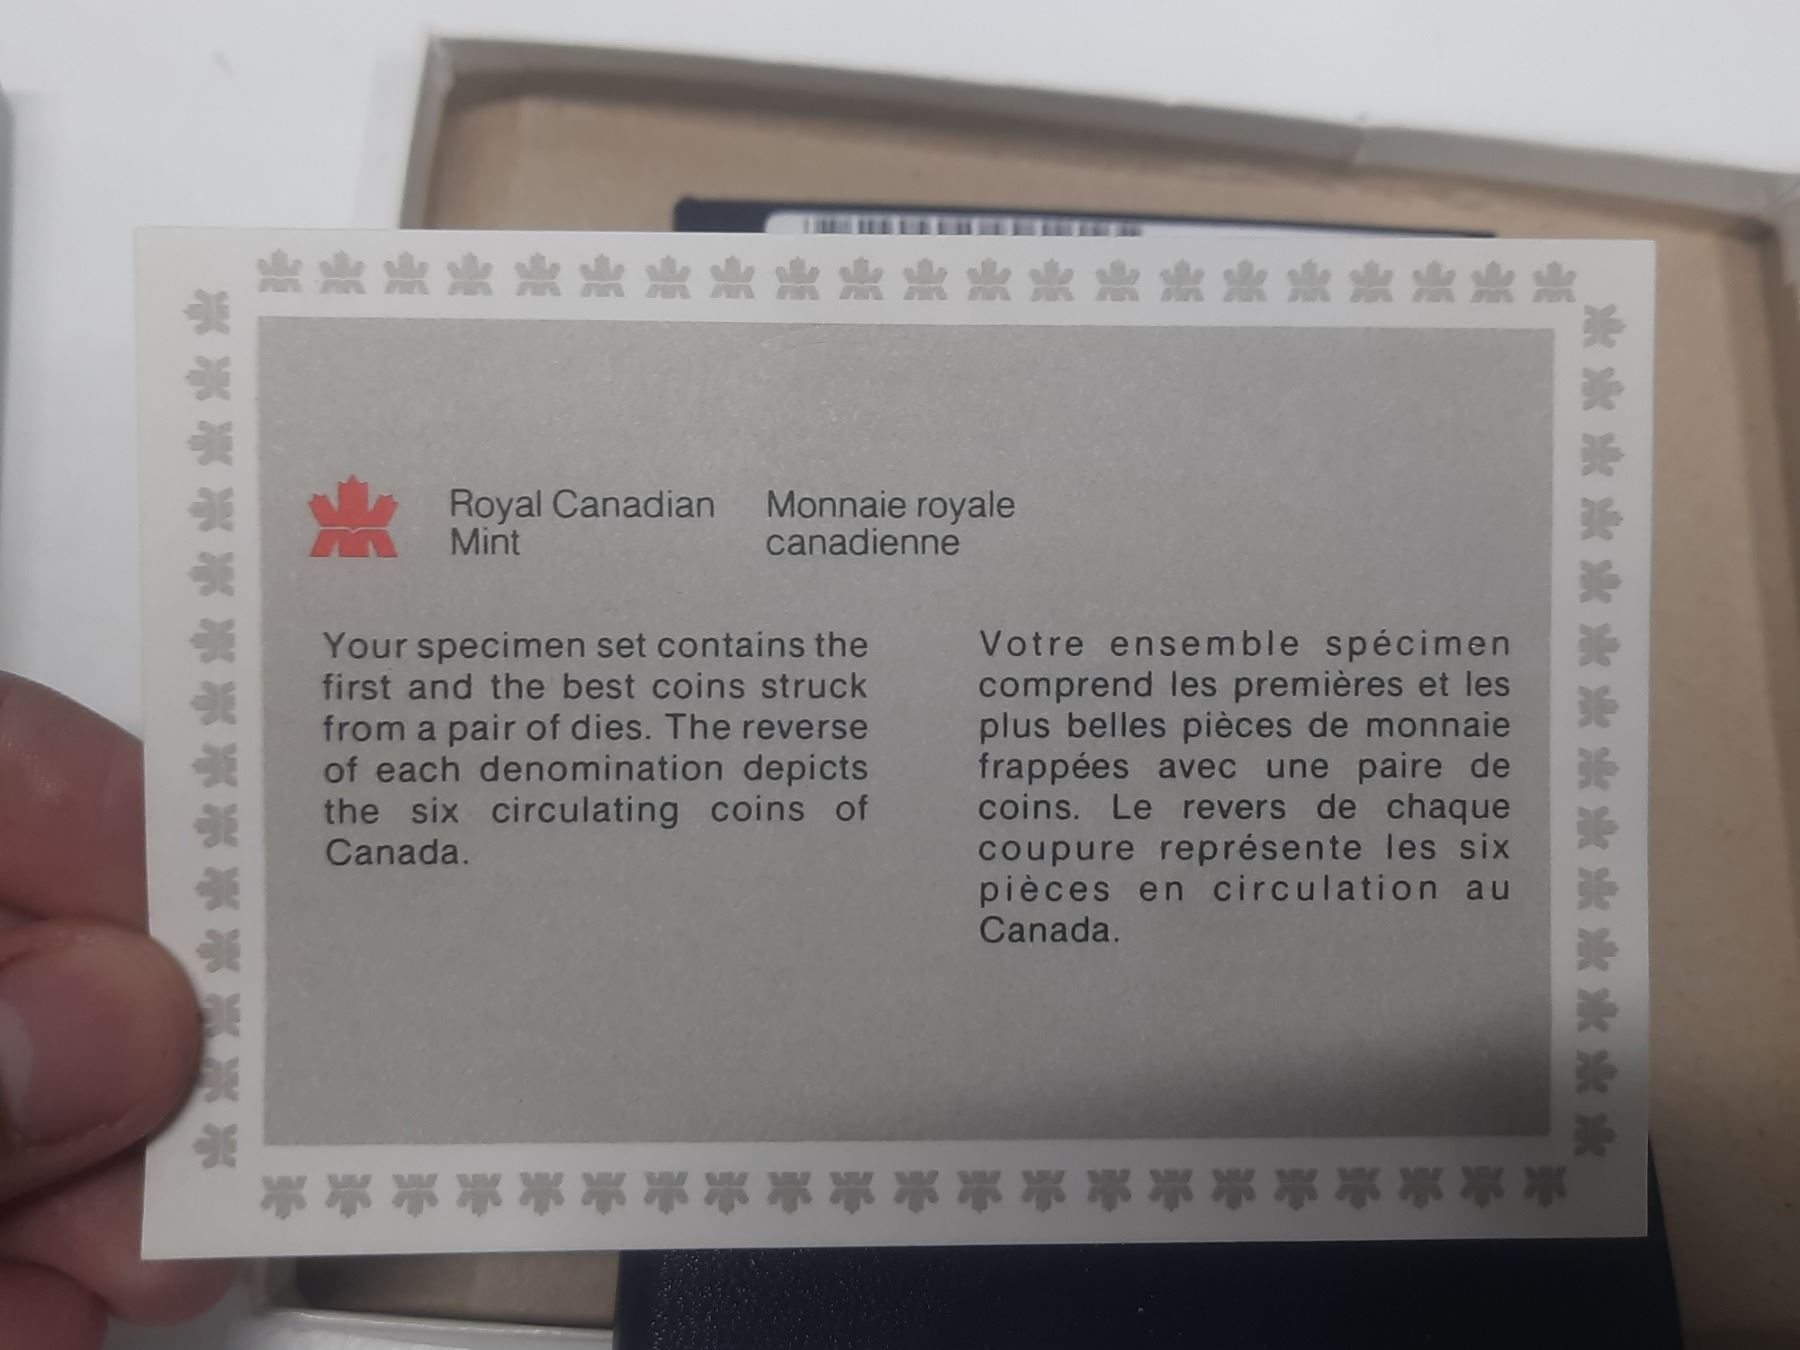 Royal Canadian
Mint
Monnaie royale
canadienne
Your specimen set contains the
first and the best coins struck
from a pair of dies. The reverse
of each denomination depicts
the six circulating coins of
Canada.
Votre ensemble spécimen
comprend les premières et les
plus belles pièces de monnaie
frappées avec une paire de
coins. Le revers de chaque
coupure représente les six
pièces en circulation au
Canada.